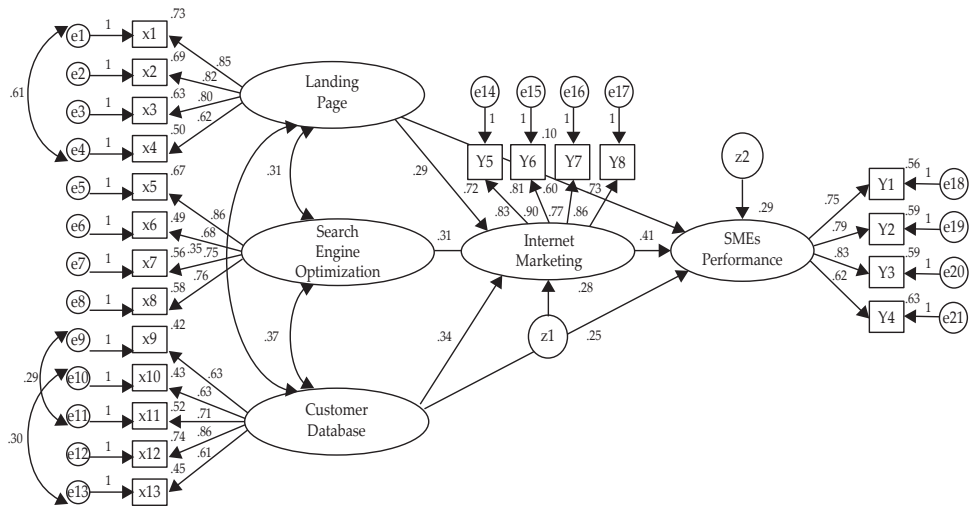 .73
e1 1 x1
.85
.69
e2 1 x2
.82
.63
e3 1 x3
.80
.50
e4 1 x4
.62
.61
Landing
Page
.67
e5 1 x5
.86
.49
e6 1 x6
.68
.35
.56
e7 1 x7
.75
.58
e8 1 x8
.76
.31
Search
Engine
Optimization
.37
.42
e9 1 x9
.63
.43
e10 1 x10
.63
.52
e11 1 x11
.71
.74
e12 1 x12
.86
.45
e13 1 x13
.61
.29
.30
Customer
Database
.29
.31
.34
e14 e15 e16 e17
1 1 1 1
.10
Y5 Y6 Y7 Y8
.72 .81 .60 .73
.83 .90 .77 .86
Internet
Marketing
.28
z1
.41
.25
z2
.29
SMEs
Performance
.56
.75 Y1 1 e18
.59
.79 Y2 1 e19
.59
.83 Y3 1 e20
.63
.62 Y4 1 e21